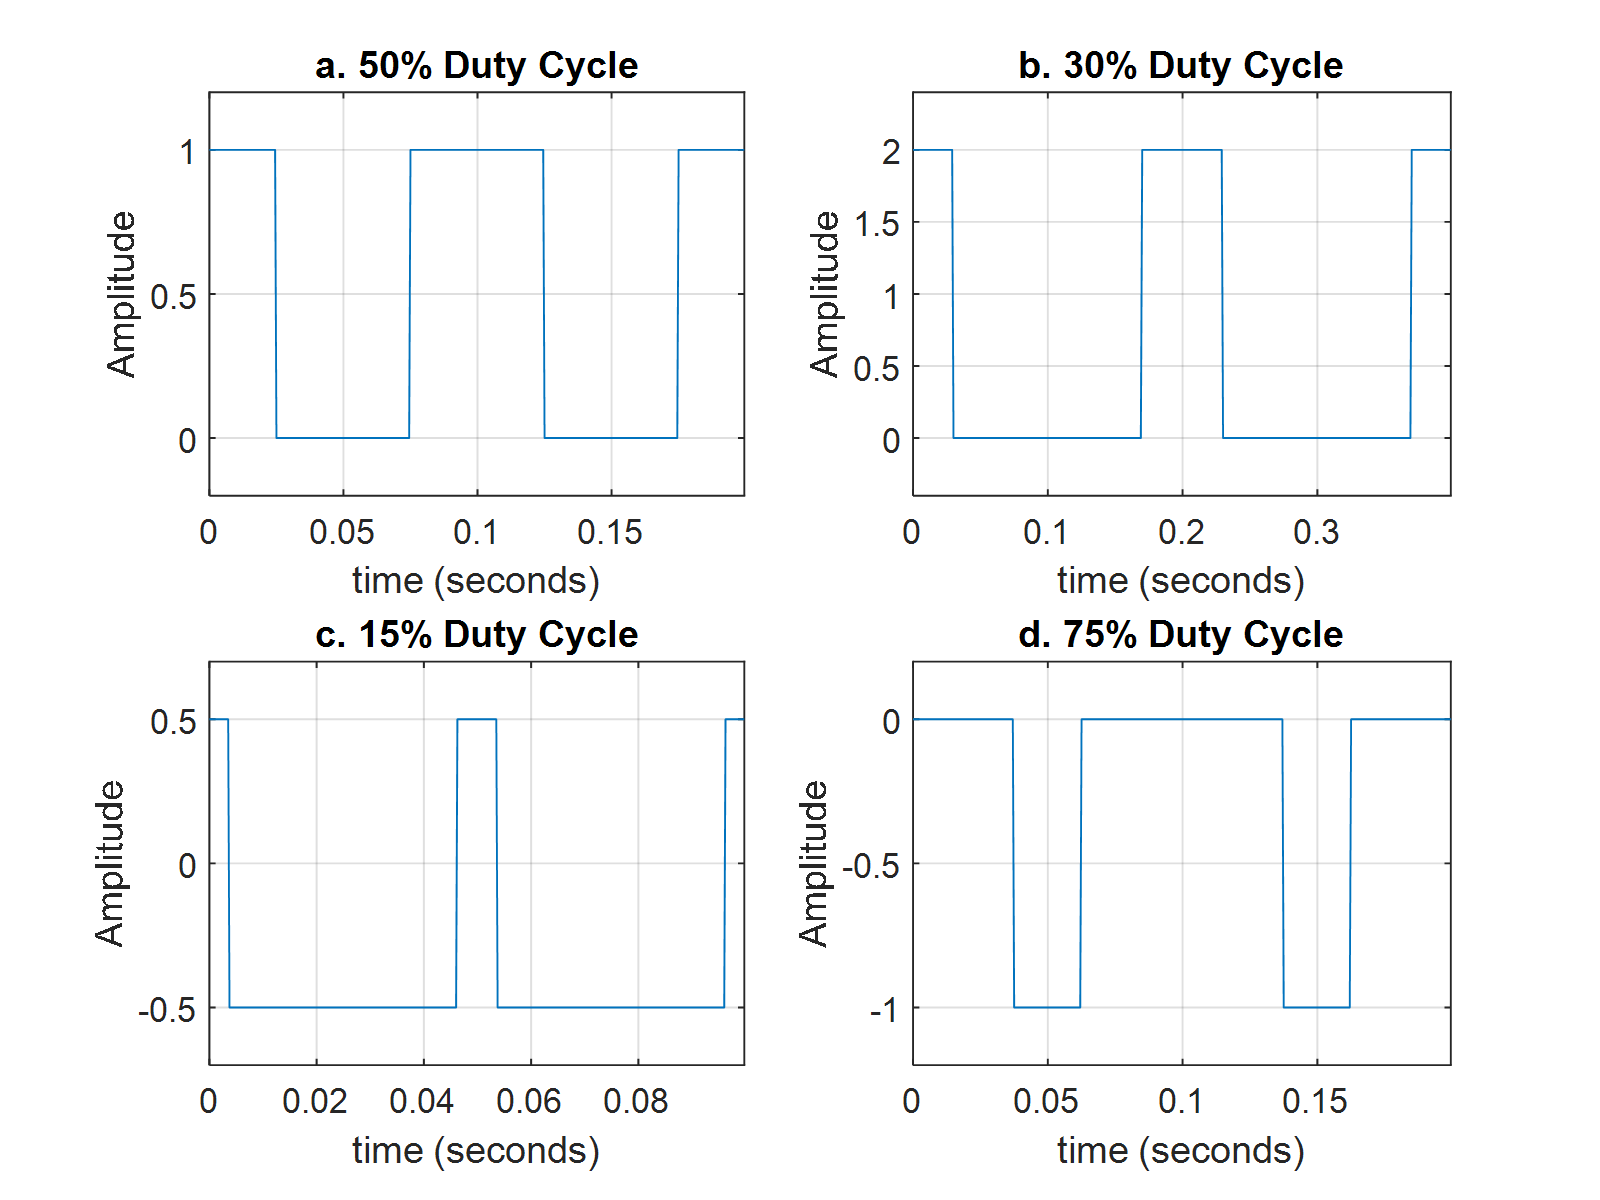 a. 50% Duty Cycle
Amplitude
1
0.5
0
0 0.05 0.1 0.15
time (seconds)
b. 30% Duty Cycle
Amplitude
2
1.5
1
0.5
0
0 0.1 0.2 0.3
time (seconds)
c. 15% Duty Cycle
Amplitude
0.5
0
-0.5
0 0.02 0.04 0.06 0.08
time (seconds)
d. 75% Duty Cycle
Amplitude
0
-0.5
-1
0 0.05 0.1 0.15
time (seconds)